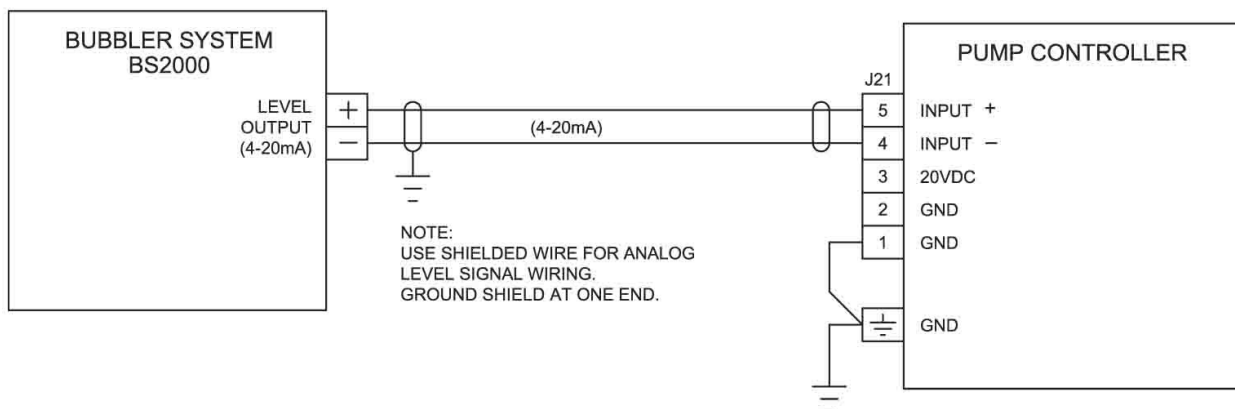 BUBBLER SYSTEM
BS2000
LEVEL
OUTPUT
(4-20mA)
+
−
(4-20mA)
NOTE:
USE SHIELDED WIRE FOR ANALOG
LEVEL SIGNAL WIRING.
GROUND SHIELD AT ONE END.
PUMP CONTROLLER
J21
5 INPUT +
4 INPUT −
3 20VDC
2 GND
1 GND
GND